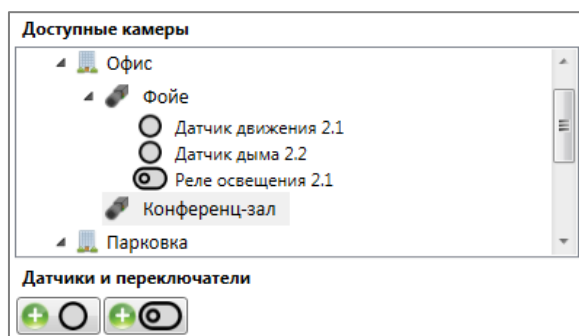 Доступные камеры
Офис
Фойе
Датчик движения 2.1
Датчик дыма 2.2
Реле освещения 2.1
Конференц-зал
Парковка
Датчики и переключатели